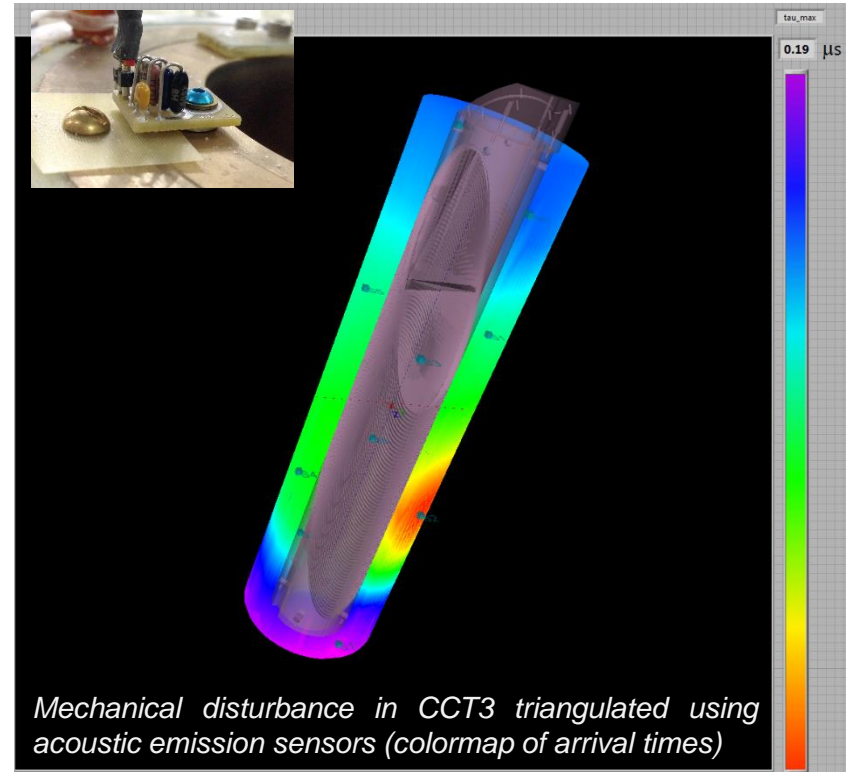 tau_max
0.19 μs
Mechanical disturbance in CCT3 triangulated using
acoustic emission sensors (colormap of arrival times)